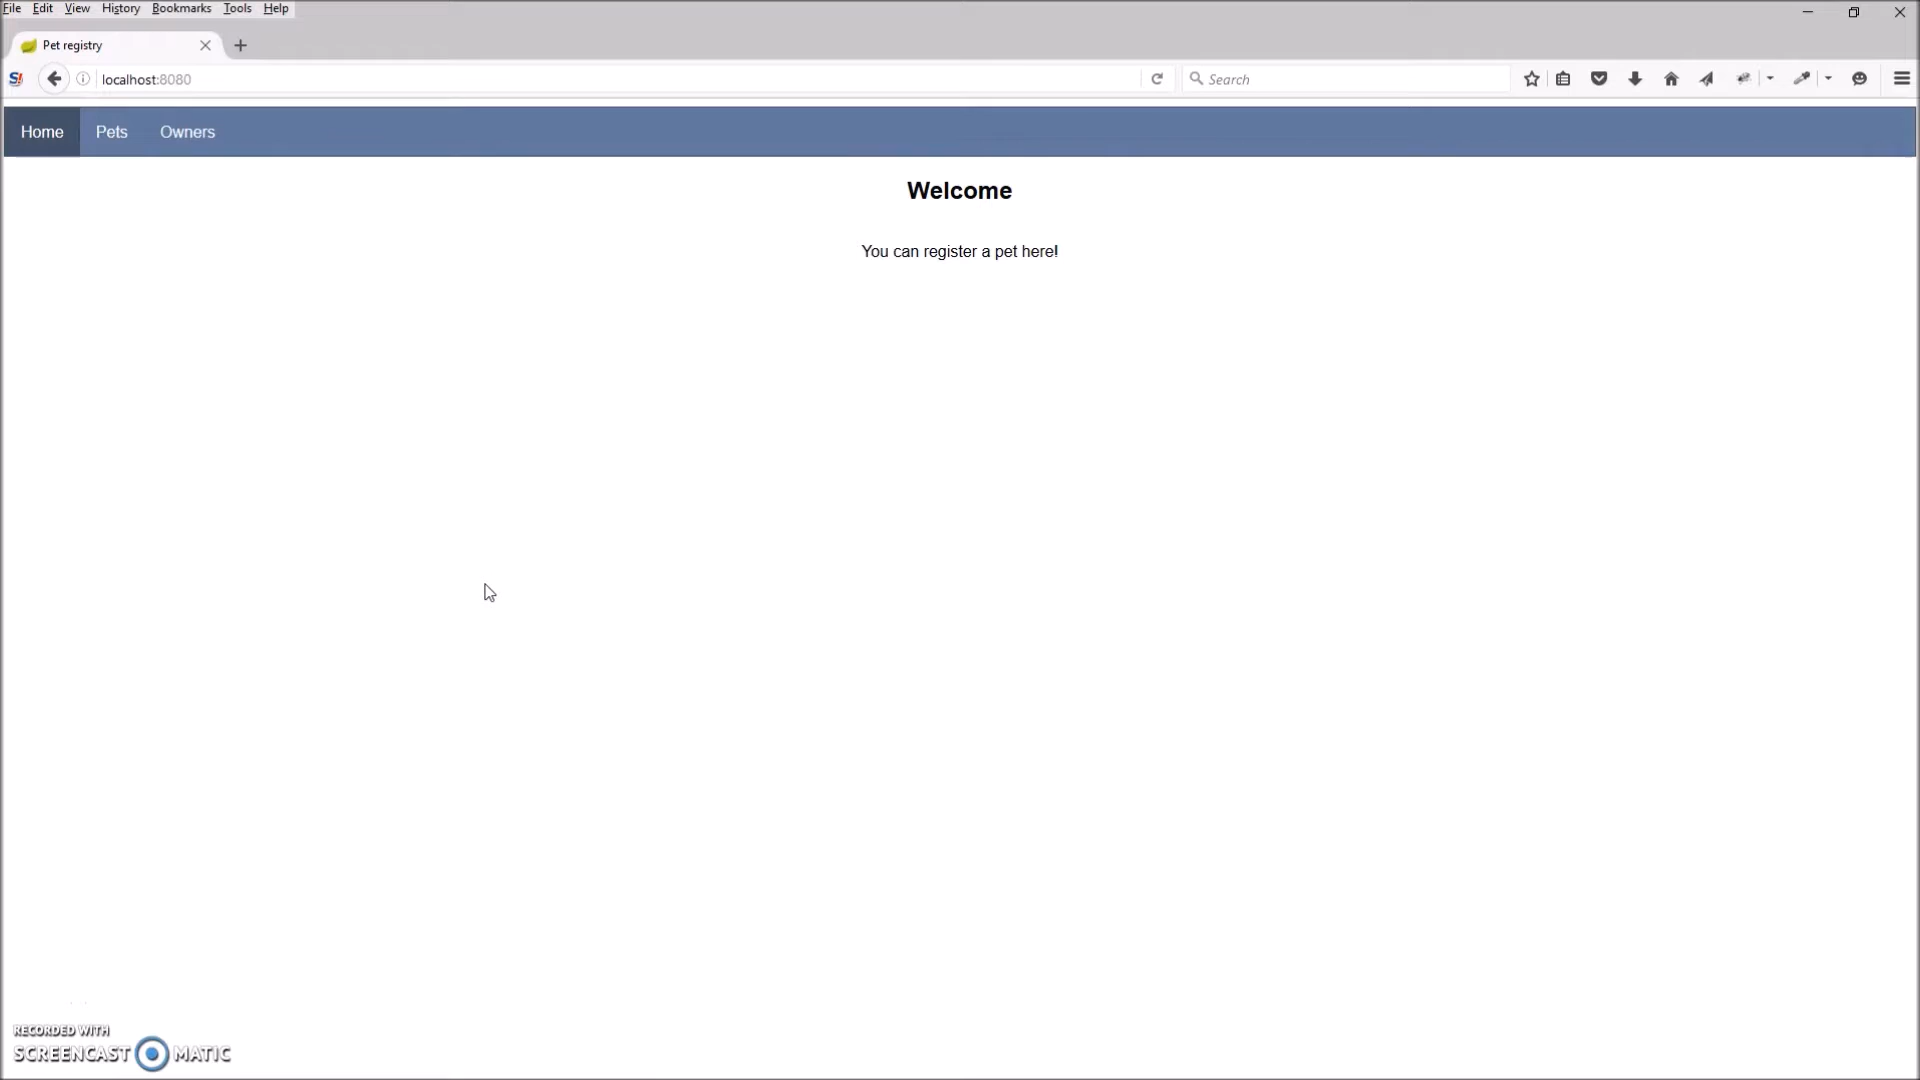 File Edit View History Bookmarks Tools Help
Pet registry
S!
localhost:8080
Search
Home Pets Owners
Welcome
You can register a pet here!
RECORDED WITH
SCREENCAST MATIC